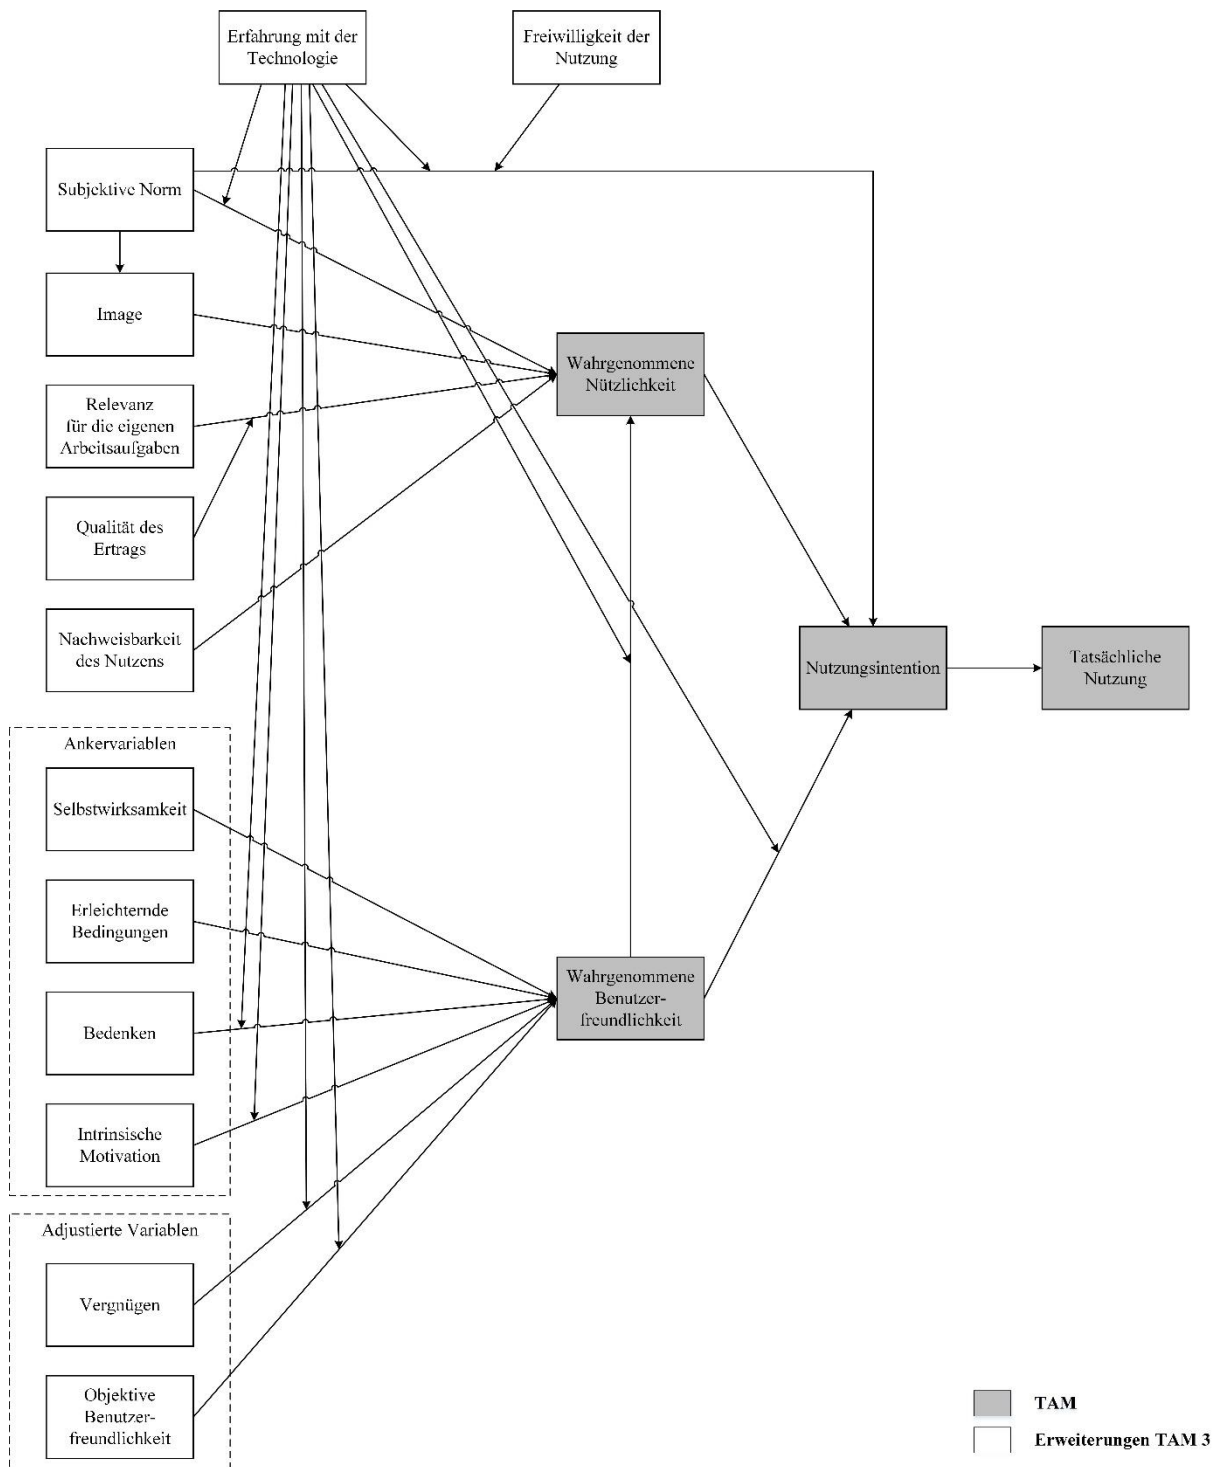 Erfahrung mit der
Technologie
Freiwilligkeit der
Nutzung
Subjektive Norm
Image
Relevanz
für die eigenen
Arbeitsaufgaben
Qualität des
Ertrags
Nachweisbarkeit
des Nutzens
Wahrgenommene
Nützlichkeit
Nutzungsintention
Tatsächliche
Nutzung
Ankervariablen
Selbstwirksamkeit
Erleichternde
Bedingungen
Bedenken
Intrinsische
Motivation
Wahrgenommene
Benutzer-
freundlichkeit
Adjustierte Variablen
Vergnügen
Objektive
Benutzer-
freundlichkeit
TAM
Erweiterungen TAM 3